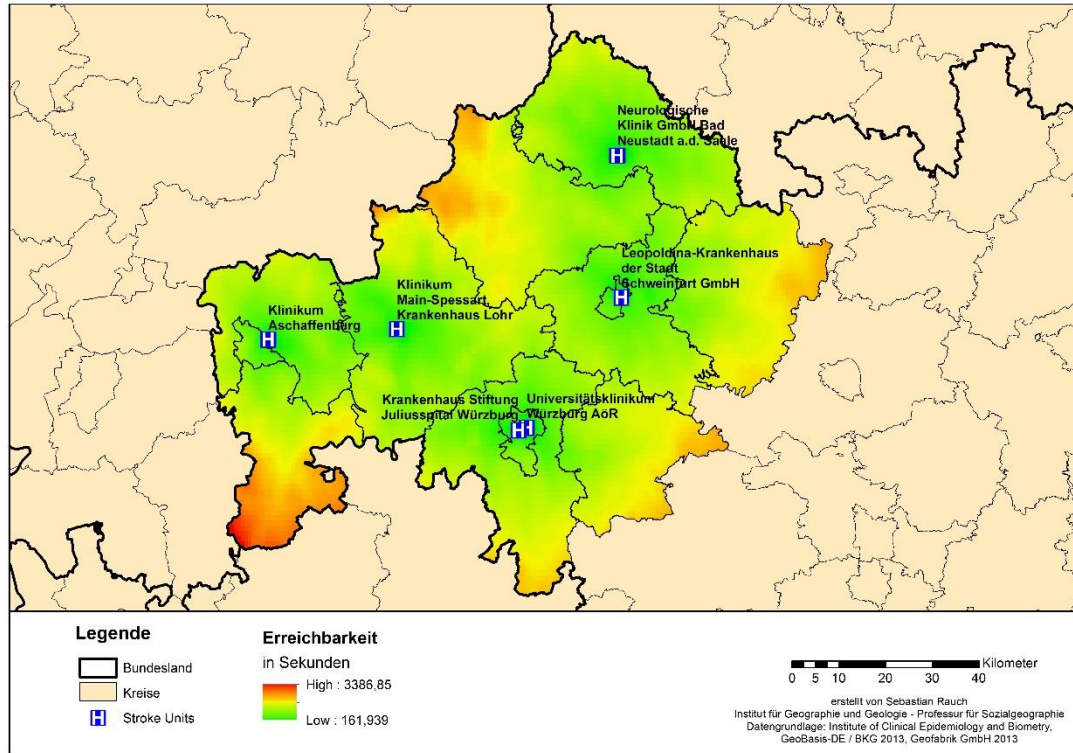 Neurologische
Klinik GmbH Bad
Neustadt a.d. Saale
Leopoldina-Krankenhaus
der Stadt
Schweinfurt GmbH
Klinikum
Main-Spessart,
Krankenhaus Lohr
Klinikum
Aschaffenburg
Krankenhaus Stiftung
Juliusspital Würzburg
Universitätsklinikum
Würzburg AöR
H
H
H
H
H
H
Legende
Bundesland
Kreise
H Stroke Units
Erreichbarkeit
in Sekunden
High : 3386,85
Low : 161,939
Kilometer
0 5 10 20 30 40
erstellt von Sebastian Rauch
Institut für Geographie und Geologie - Professur für Sozialgeographie
Datengrundlage: Institute of Clinical Epidemiology and Biometry,
GeoBasis-DE / BKG 2013, Geofabrik GmbH 2013